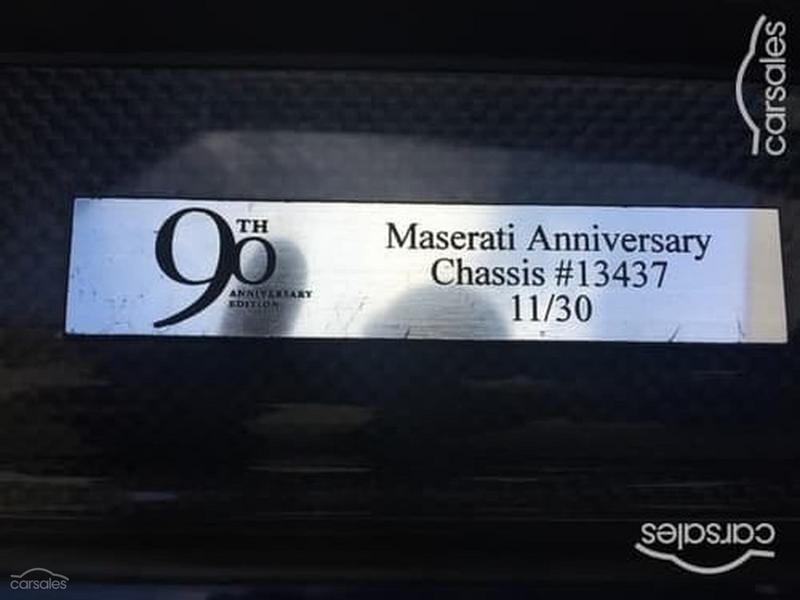 90TH
ANNIVERSARY
EDITION
Maserati Anniversary
Chassis #13437
11/30
carsales
carsales
carsales